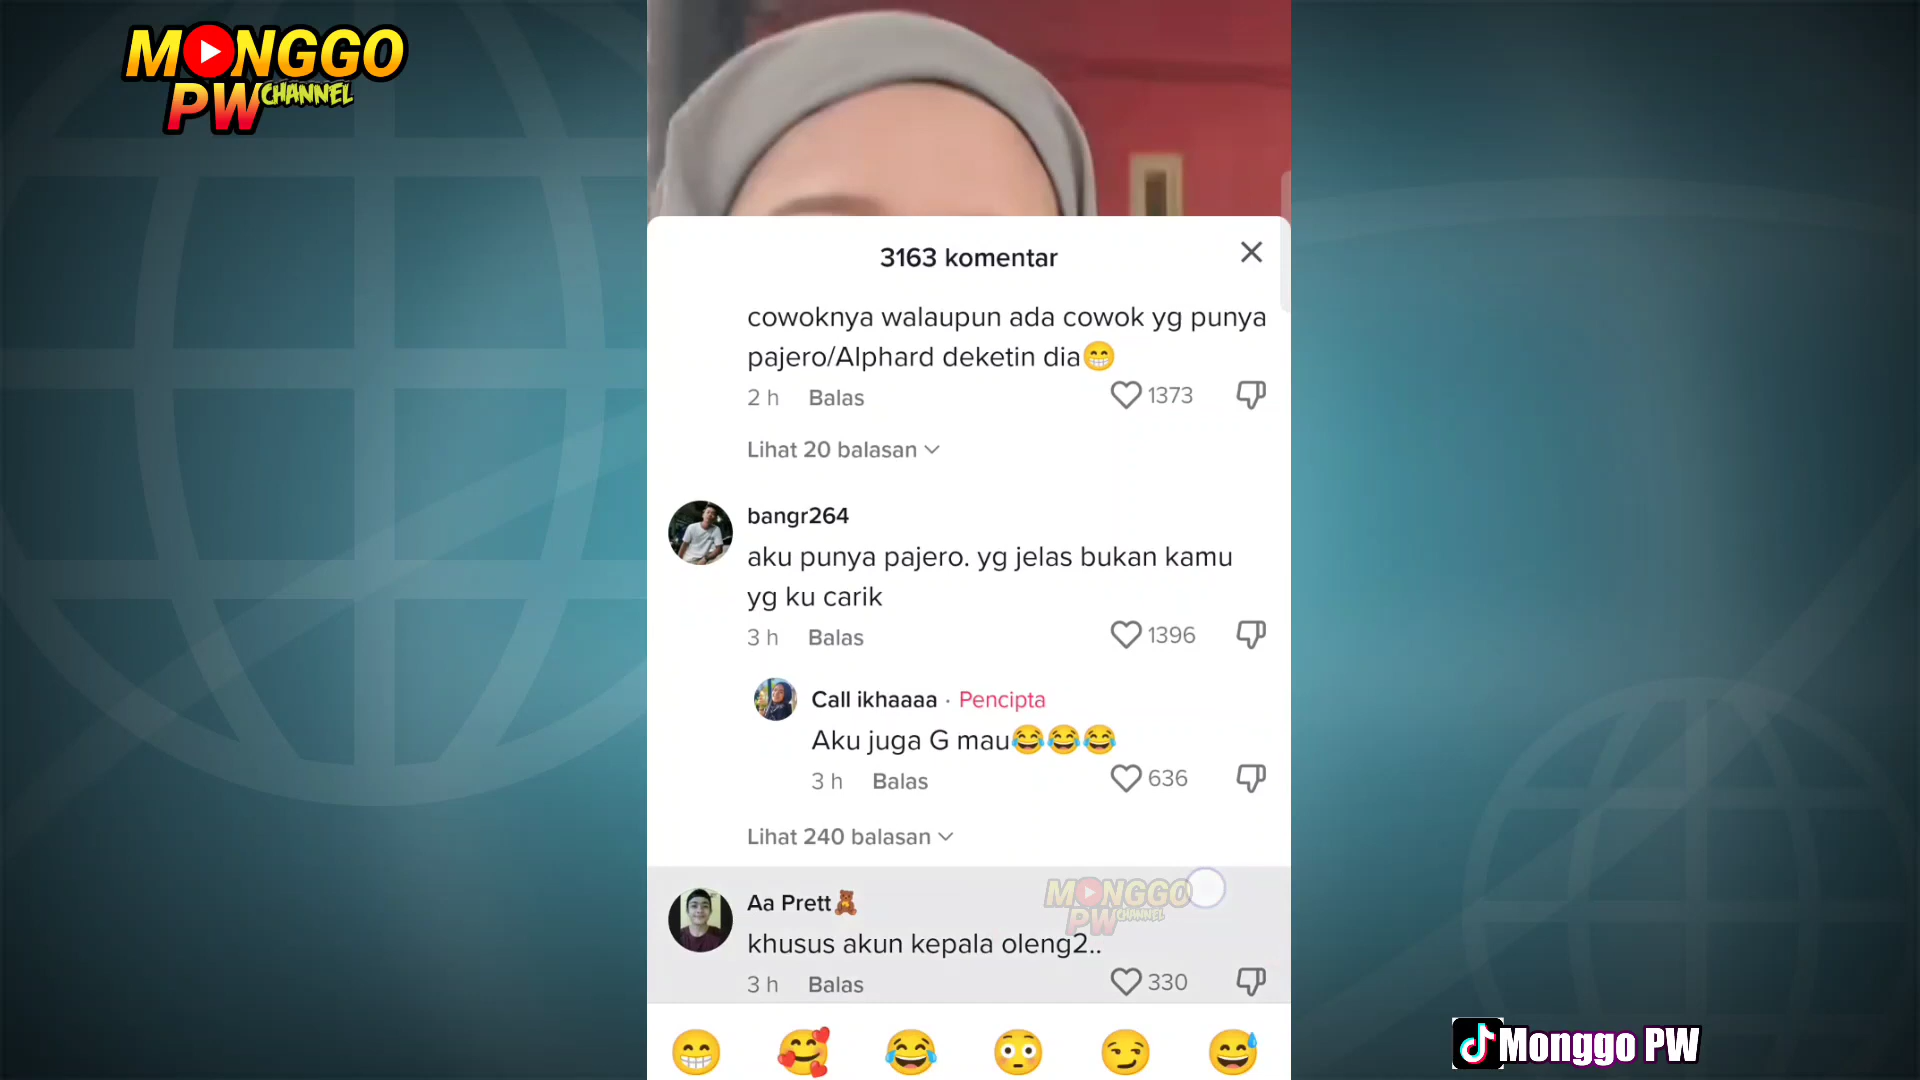 MONGGO
PW CHANNEL
3163 komentar
cowoknya walaupun ada cowok yg punya
pajero/Alphard deketin dia😁
2 h Balas 1373
Lihat 20 balasan
bangr264
aku punya pajero. yg jelas bukan kamu
yg ku carik
3 h Balas 1396
Call ikhaaaa · Pencipta
Aku juga G mau😂😂😂
3 h Balas 636
Lihat 240 balasan
MONGGO
PW CHANNEL
Aa Prett🧸
khusus akun kepala oleng2..
3 h Balas 330
Monggo PW